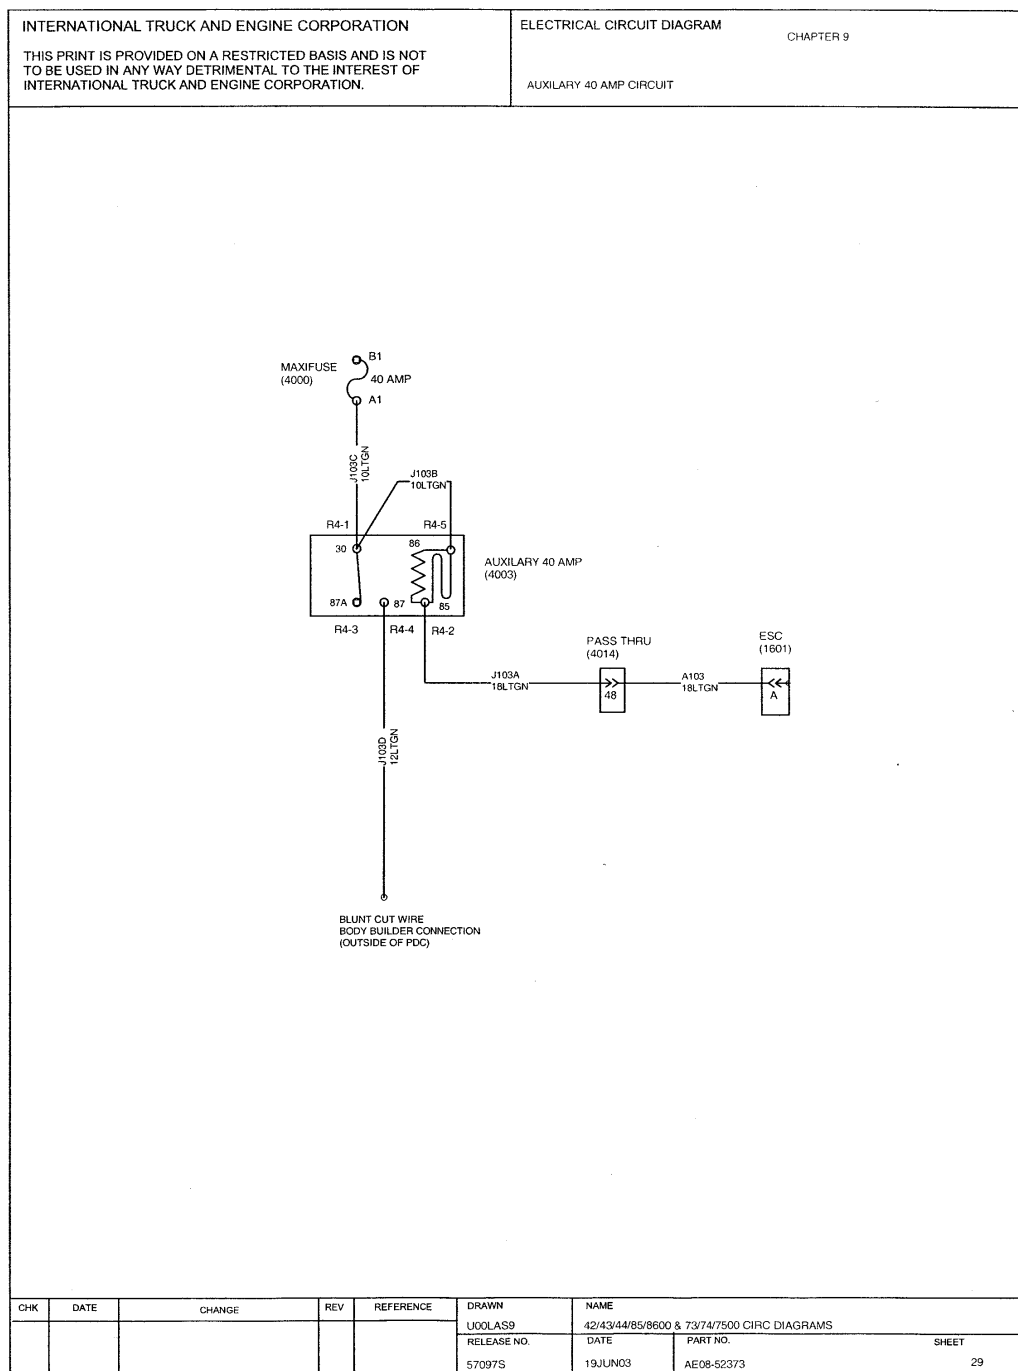 INTERNATIONAL TRUCK AND ENGINE CORPORATION
THIS PRINT IS PROVIDED ON A RESTRICTED BASIS AND IS NOT
TO BE USED IN ANY WAY DETRIMENTAL TO THE INTEREST OF
INTERNATIONAL TRUCK AND ENGINE CORPORATION.
ELECTRICAL CIRCUIT DIAGRAM
CHAPTER 9
AUXILARY 40 AMP CIRCUIT
B1
MAXIFUSE
(4000)
40 AMP
A1
J103C
10LTGN
J103B
10LTGN
R4-1
R4-5
30
86
AUXILARY 40 AMP
(4003)
87A
87
85
R4-3
R4-4
R4-2
PASS THRU
(4014)
ESC
(1601)
J103A
18LTGN
48
A103
18LTGN
A
J103D
12LTGN
BLUNT CUT WIRE
BODY BUILDER CONNECTION
(OUTSIDE OF PDC)
CHK
DATE
CHANGE
REV
REFERENCE
DRAWN
U00LAS9
NAME
42/43/44/85/8600 & 73/74/7500 CIRC DIAGRAMS
RELEASE NO.
57097S
DATE
19JUN03
PART NO.
AE08-52373
SHEET
29